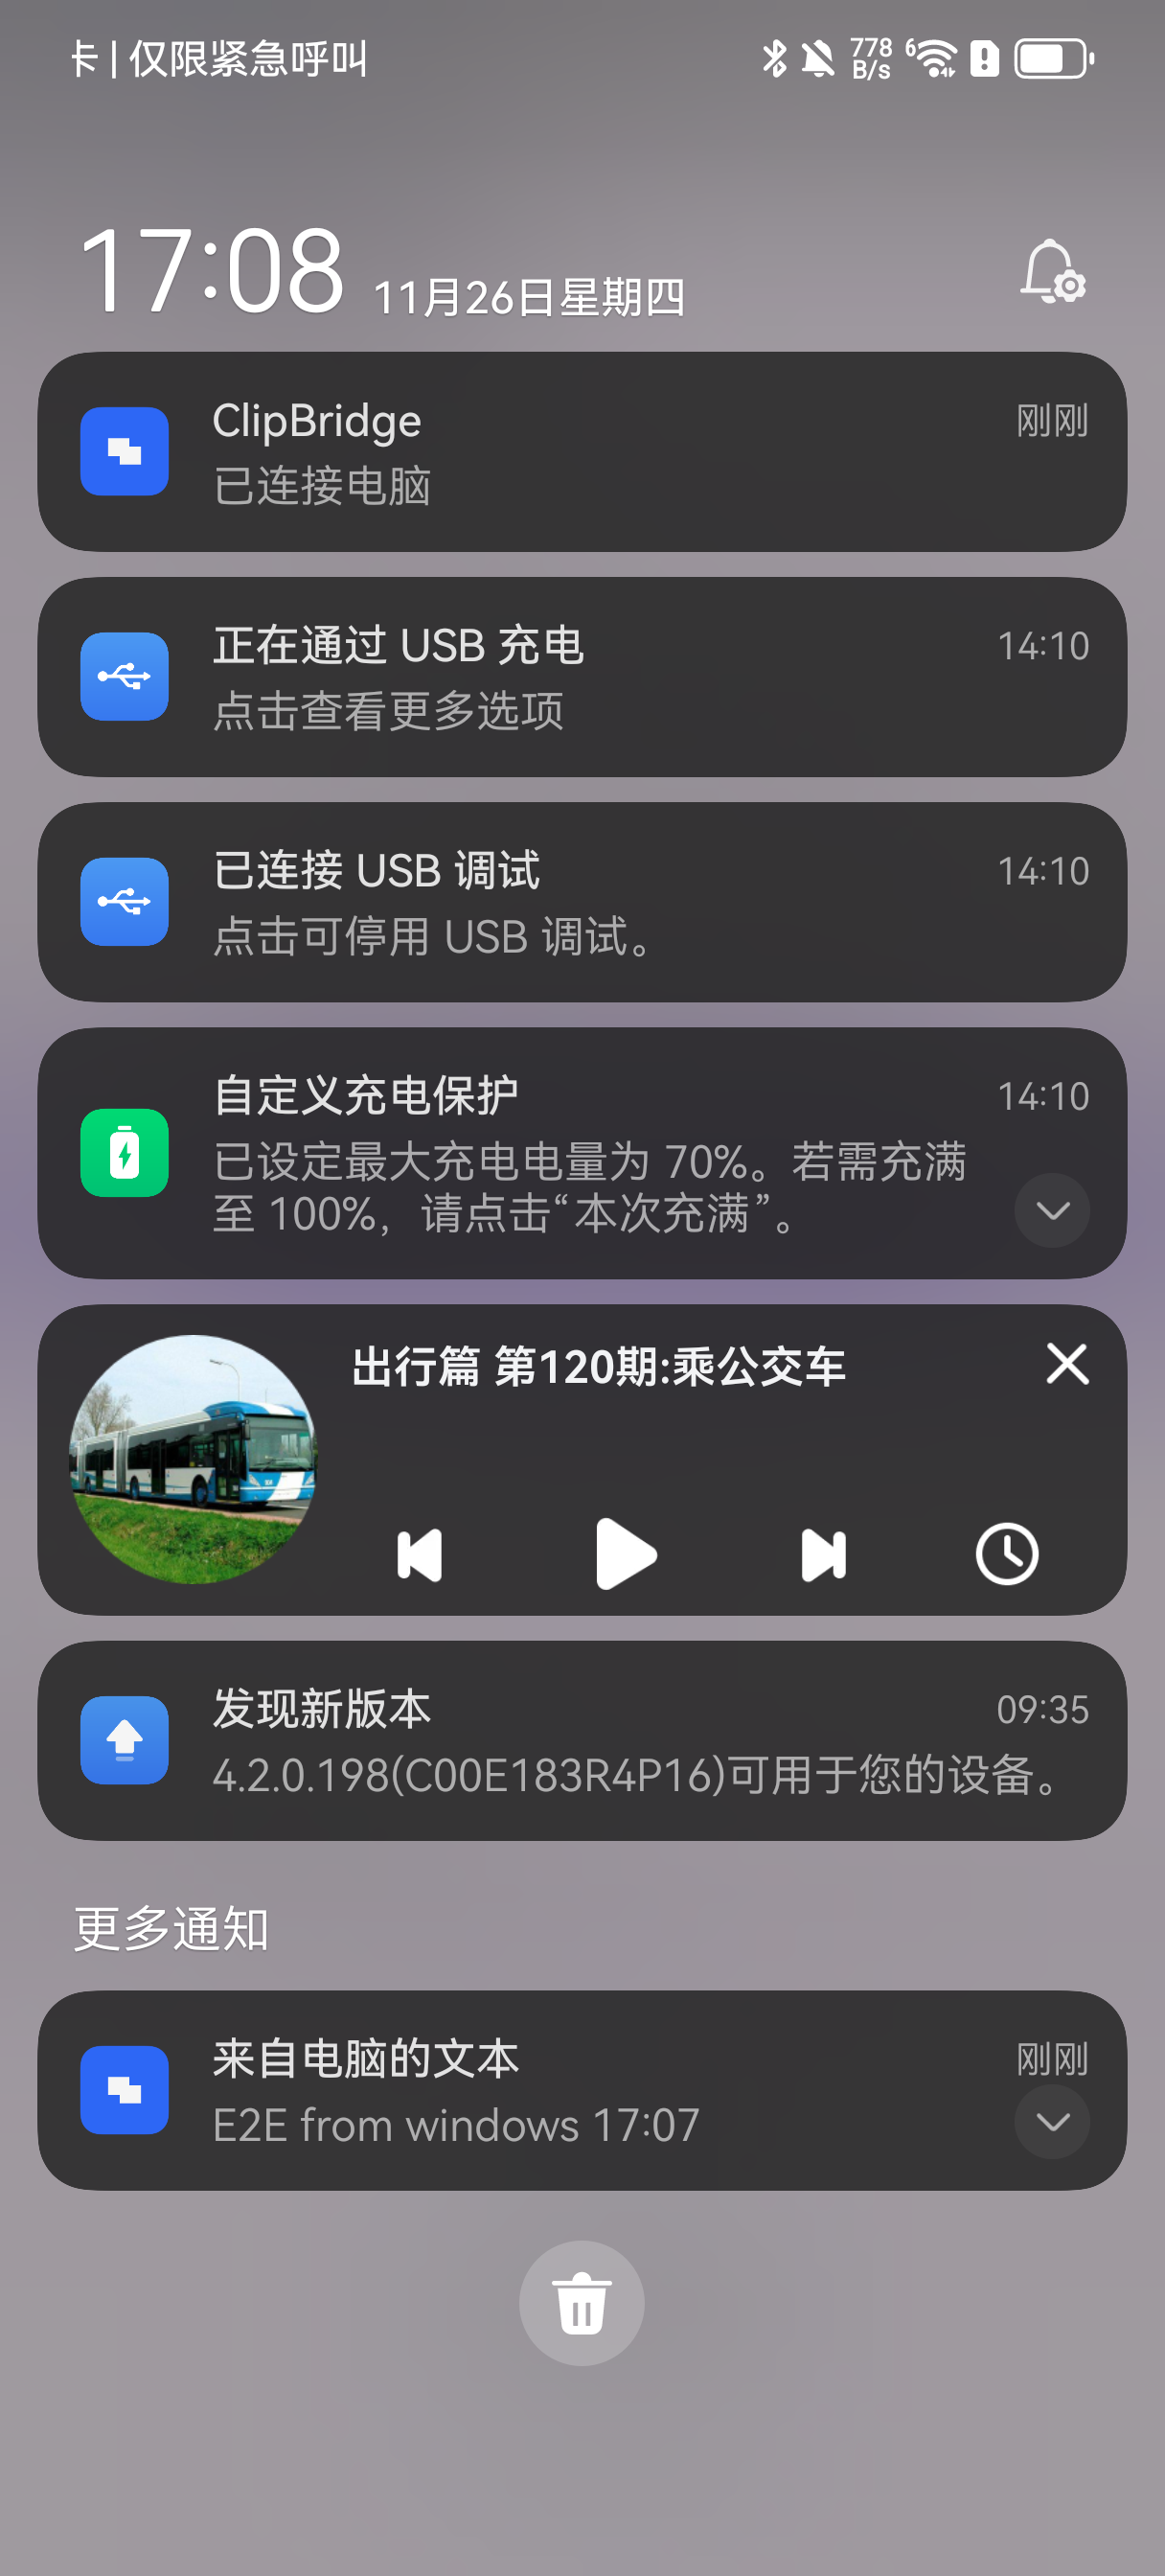 卡 | 仅限紧急呼叫
778 B/s
6
17:08 11月26日星期四
ClipBridge 刚刚
已连接电脑
正在通过 USB 充电 14:10
点击查看更多选项
已连接 USB 调试 14:10
点击可停用 USB 调试。
自定义充电保护 14:10
已设定最大充电电量为 70%。若需充满
至 100%，请点击“本次充满”。
出行篇 第120期:乘公交车
发现新版本 09:35
4.2.0.198(C00E183R4P16)可用于您的设备。
更多通知
来自电脑的文本 刚刚
E2E from windows 17:07